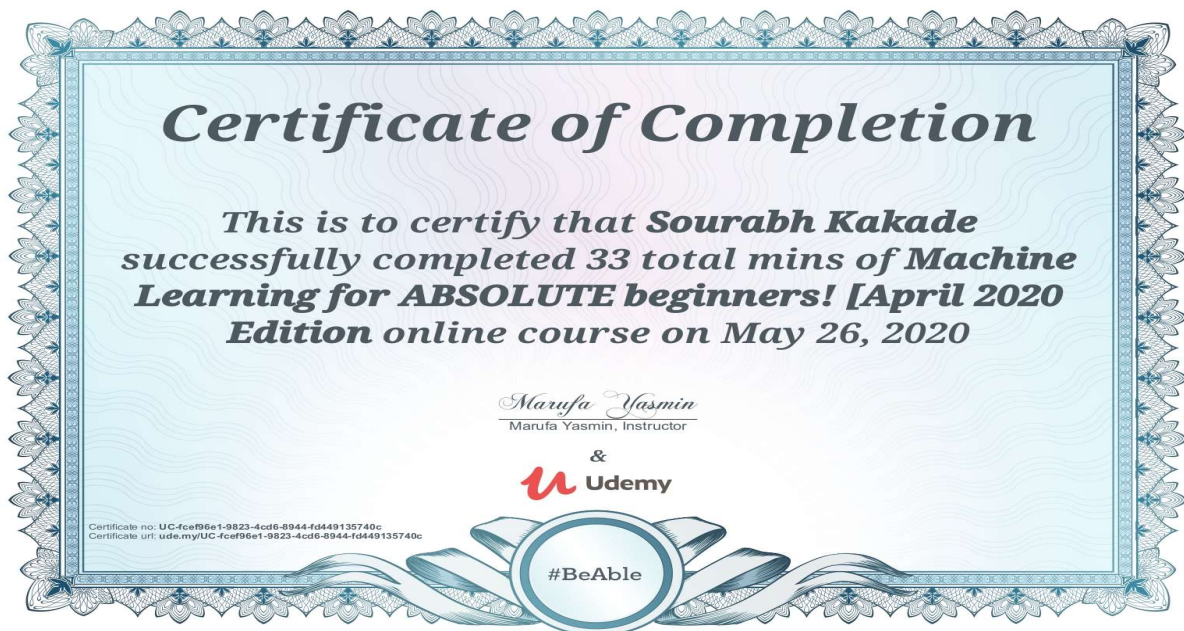 Certificate of Completion
This is to certify that Sourabh Kakade
successfully completed 33 total mins of Machine
Learning for ABSOLUTE beginners! [April 2020
Edition online course on May 26, 2020
Marufa Yasmin
Marufa Yasmin, Instructor
&
Udemy
Certificate no: UC-fcef96e1-9823-4cd6-8944-fd449135740c
Certificate url: ude.my/UC-fcef96e1-9823-4cd6-8944-fd449135740c
#BeAble